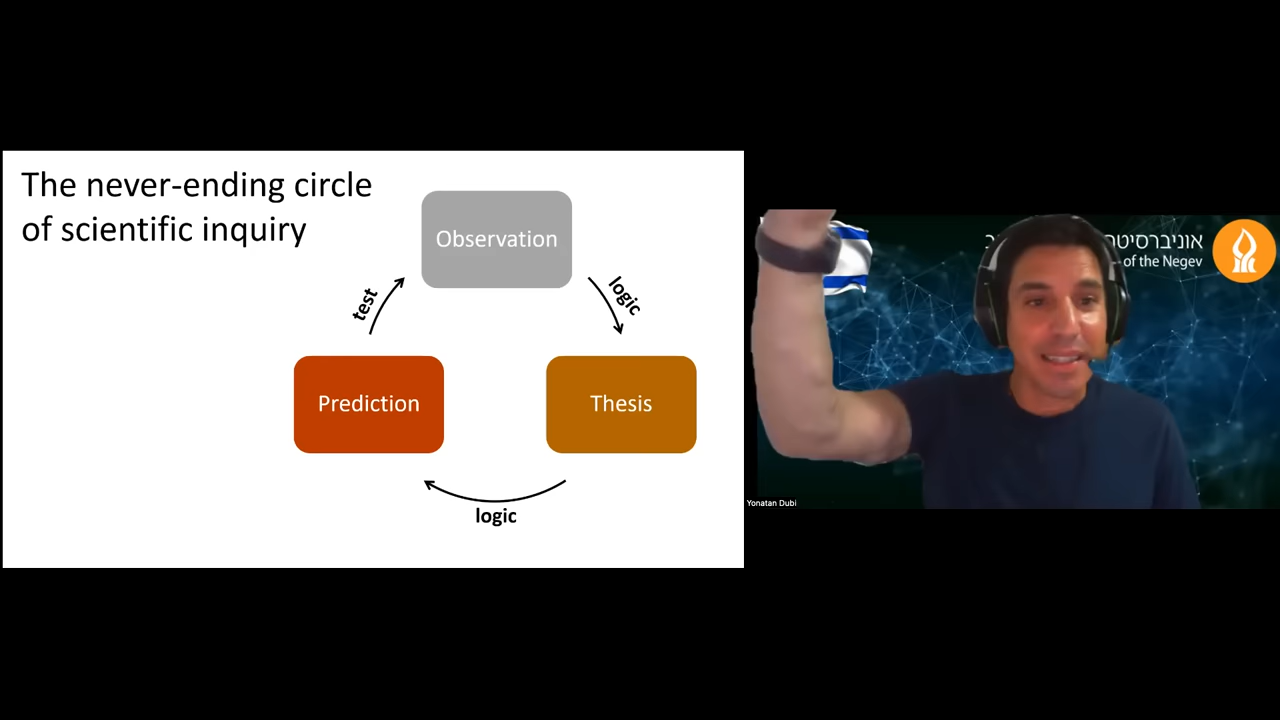 The never-ending circle
of scientific inquiry
Observation
test
logic
Prediction
Thesis
logic
of the Negev
Yonatan Dubi